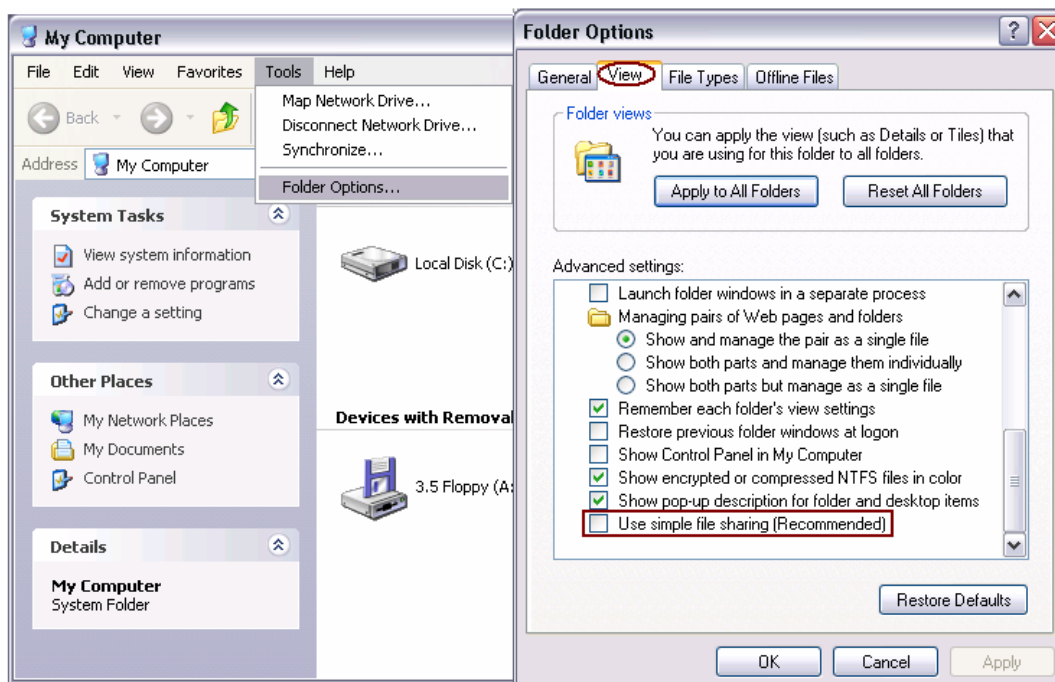 My Computer
File Edit View Favorites Tools Help
Back
Map Network Drive...
Disconnect Network Drive...
Synchronize...
Folder Options...
Address My Computer
System Tasks
View system information
Add or remove programs
Change a setting
Other Places
My Network Places
My Documents
Control Panel
Details
My Computer
System Folder
Local Disk (C:)
Devices with Removal
3.5 Floppy (A:
Folder Options
General View File Types Offline Files
Folder views
You can apply the view (such as Details or Tiles) that
you are using for this folder to all folders.
Apply to All Folders Reset All Folders
Advanced settings:
Launch folder windows in a separate process
Managing pairs of Web pages and folders
Show and manage the pair as a single file
Show both parts and manage them individually
Show both parts but manage as a single file
Remember each folder's view settings
Restore previous folder windows at logon
Show Control Panel in My Computer
Show encrypted or compressed NTFS files in color
Show pop-up description for folder and desktop items
Use simple file sharing (Recommended)
Restore Defaults
OK Cancel Apply